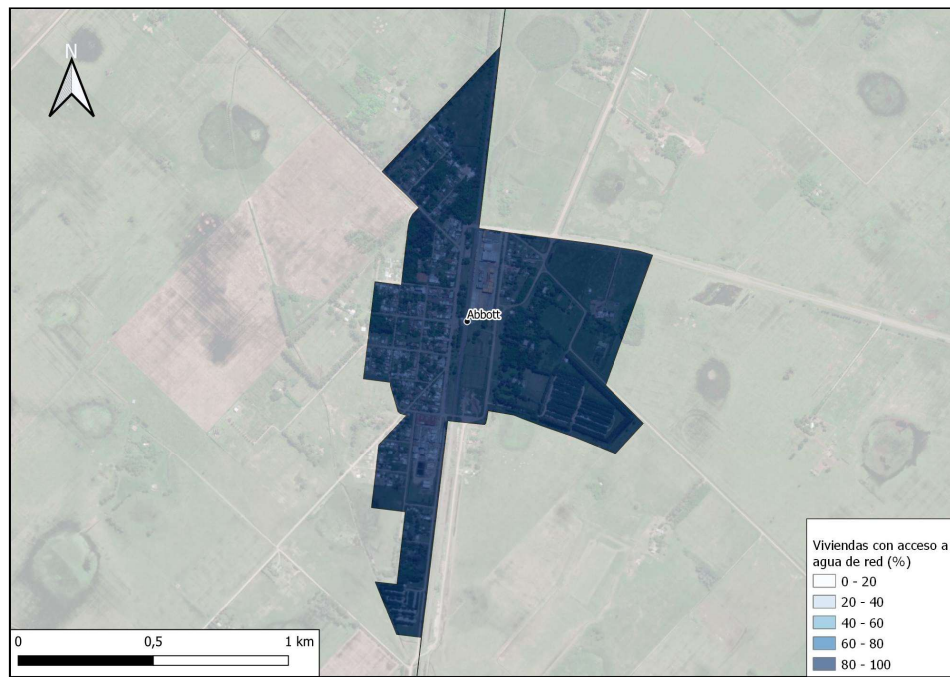 N
Abbott
Viviendas con acceso a
agua de red (%)
0 - 20
20 - 40
40 - 60
60 - 80
80 - 100
0 0,5 1 km